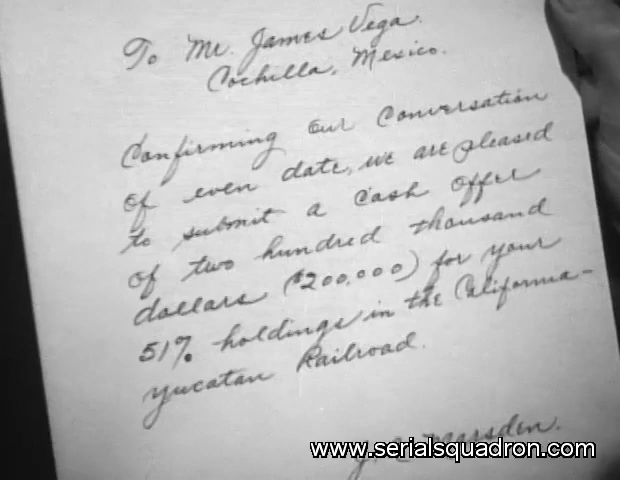 To Mr. James Vega.
Cochilla, Mexico.
Confirming our conversation
of even date, we are pleased
to submit a cash offer
of two hundred thousand
dollars ($200,000) for your
51% holdings in the California-
Yucatan Railroad.
Marsden.
www.serialsquadron.com